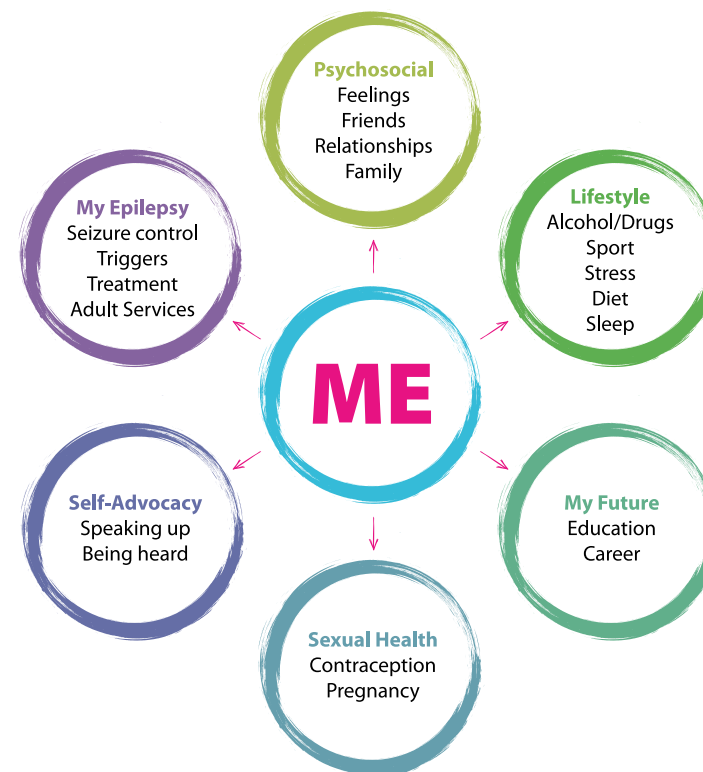 Psychosocial
Feelings
Friends
Relationships
Family
My Epilepsy
Seizure control
Triggers
Treatment
Adult Services
Lifestyle
Alcohol/Drugs
Sport
Stress
Diet
Sleep
ME
Self-Advocacy
Speaking up
Being heard
My Future
Education
Career
Sexual Health
Contraception
Pregnancy